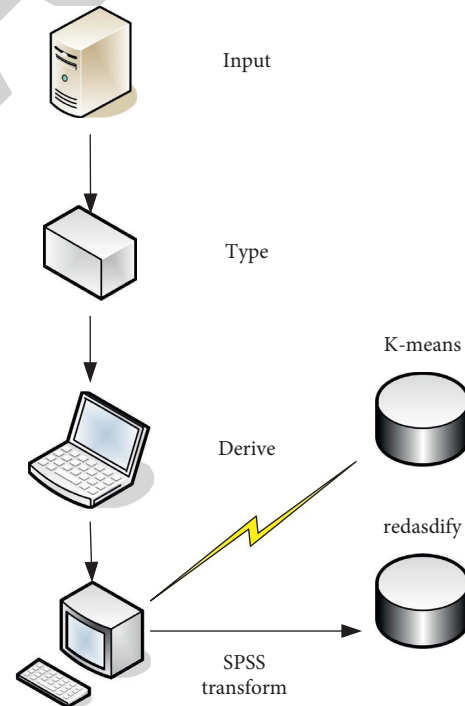 Input
Type
K-means
Derive
redasdify
SPSS
transform